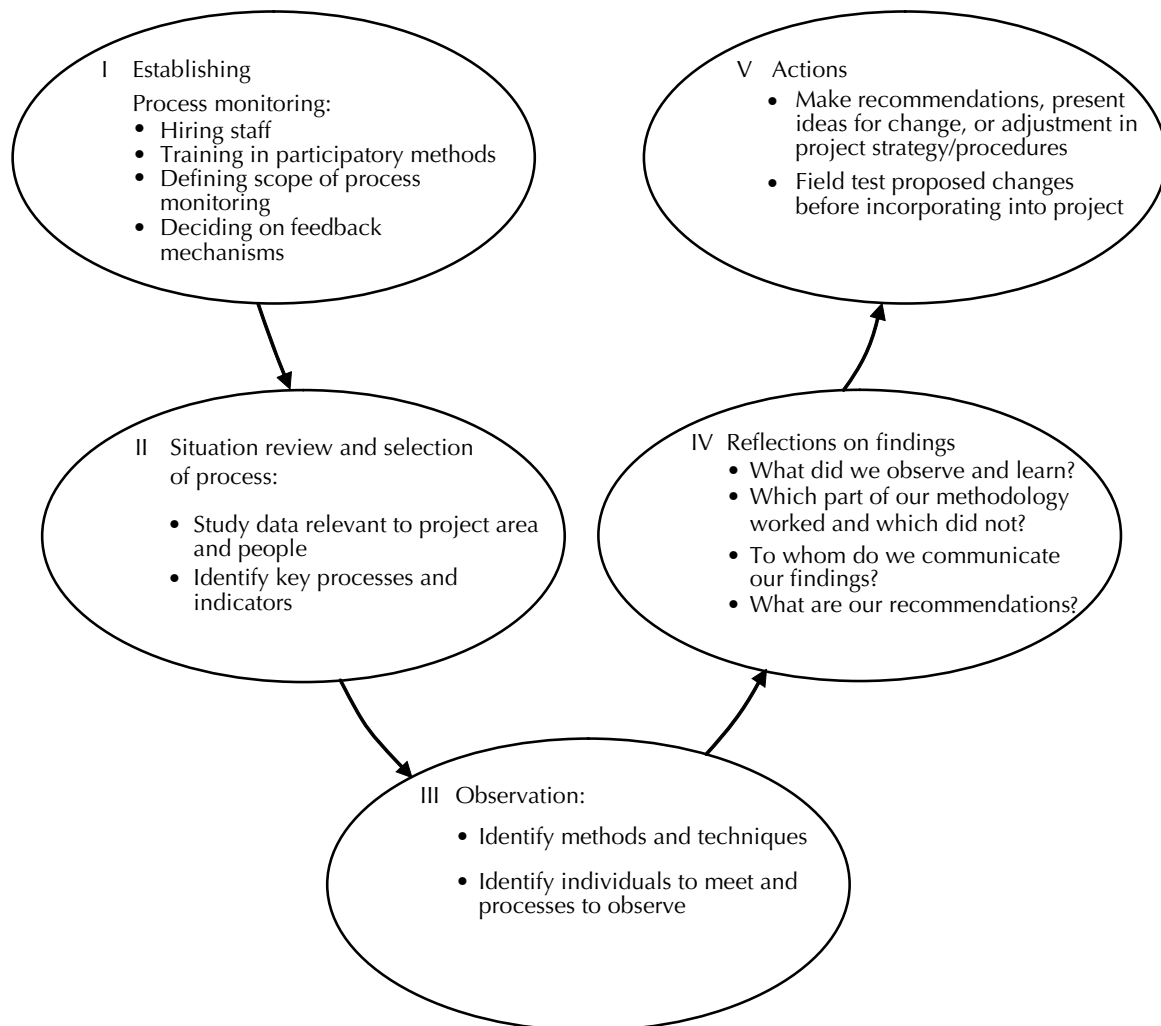 I Establishing
Process monitoring:
• Hiring staff
• Training in participatory methods
• Defining scope of process
monitoring
• Deciding on feedback
mechanisms
II Situation review and selection
of process:
• Study data relevant to project area
and people
• Identify key processes and
indicators
III Observation:
• Identify methods and techniques
• Identify individuals to meet and
processes to observe
IV Reflections on findings
• What did we observe and learn?
• Which part of our methodology
worked and which did not?
• To whom do we communicate
our findings?
• What are our recommendations?
V Actions
• Make recommendations, present
ideas for change, or adjustment in
project strategy/procedures
• Field test proposed changes
before incorporating into project